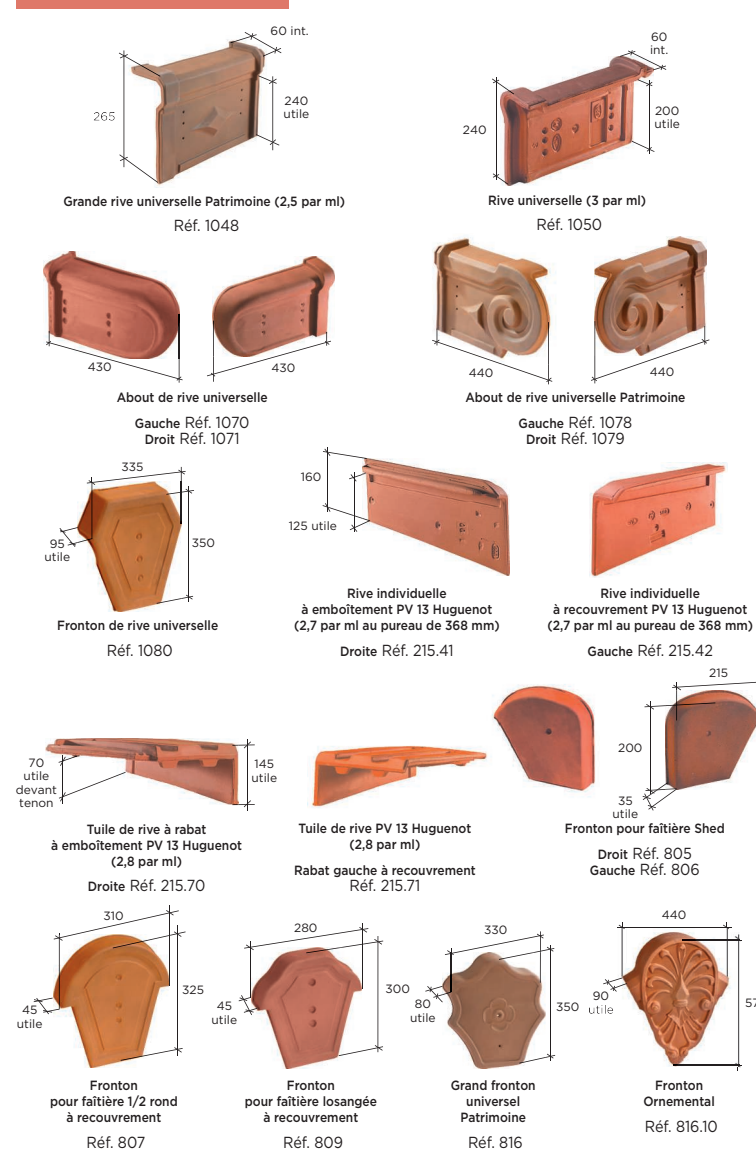 60 int.
265
240
utile
Grande rive universelle Patrimoine (2,5 par ml)
Réf. 1048
60
int.
240
200
utile
Rive universelle (3 par ml)
Réf. 1050
430
430
About de rive universelle
Gauche Réf. 1070
Droit Réf. 1071
440
440
About de rive universelle Patrimoine
Gauche Réf. 1078
Droit Réf. 1079
335
95
utile
350
Fronton de rive universelle
Réf. 1080
160
125 utile
Rive individuelle
à emboîtement PV 13 Huguenot
(2,7 par ml au pureau de 368 mm)
Droite Réf. 215.41
Rive individuelle
à recouvrement PV 13 Huguenot
(2,7 par ml au pureau de 368 mm)
Gauche Réf. 215.42
70
utile
devant
tenon
145
utile
Tuile de rive à rabat
à emboîtement PV 13 Huguenot
(2,8 par ml)
Droite Réf. 215.70
Tuile de rive PV 13 Huguenot
(2,8 par ml)
Rabat gauche à recouvrement
Réf. 215.71
215
200
35
utile
Fronton pour faîtière Shed
Droit Réf. 805
Gauche Réf. 806
310
45
utile
325
Fronton
pour faîtière 1/2 rond
à recouvrement
Réf. 807
280
45
utile
300
Fronton
pour faîtière losangée
à recouvrement
Réf. 809
330
80
utile
350
Grand fronton
universel
Patrimoine
Réf. 816
440
90
utile
Fronton
Ornemental
Réf. 816.10